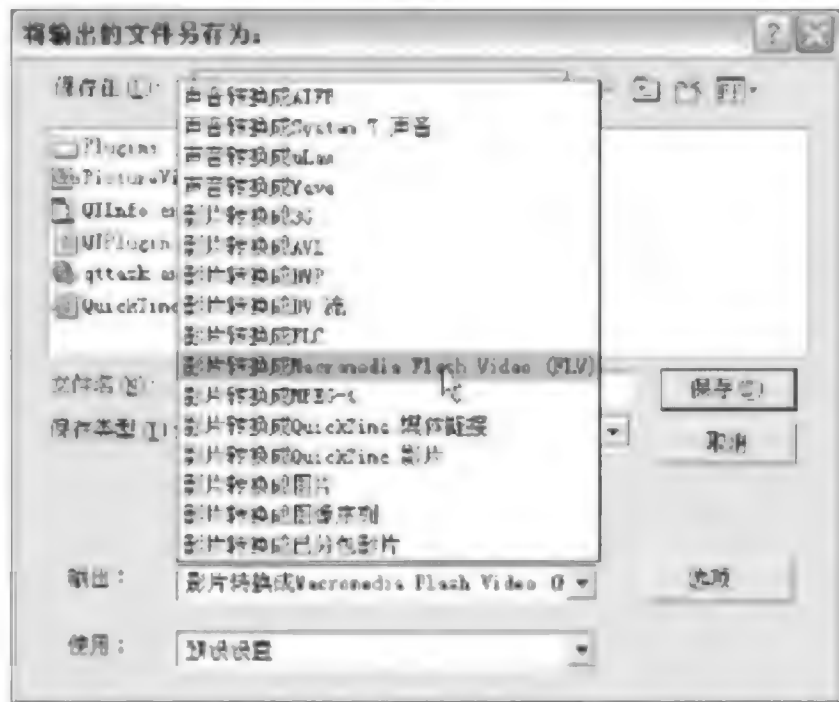 将输出的文件另存为:
保存在(I):
声音转换成AIFF
声音转换成System 7 声音
声音转换成uLaw
声音转换成Wave
影片转换成3G
影片转换成AVI
影片转换成BMP
影片转换成DV 流
影片转换成FLC
影片转换成Macromedia Flash Video (FLV)
影片转换成MPEG-4
影片转换成QuickTime 媒体链接
影片转换成QuickTime 影片
影片转换成图片
影片转换成图像序列
影片转换成已分包影片
Plugins
PictureVi
QTInfo ex
QTPlugin
qttask ex
QuickTime
文件名(N):
保存(S)
保存类型(T):
取消
输出:
影片转换成Macromedia Flash Video (F
选项
使用:
预设设置